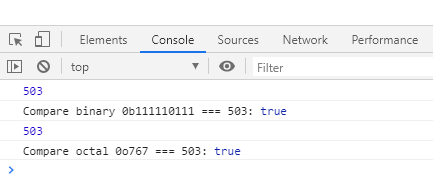 Elements Console Sources Network Performance
top Filter
503
Compare binary 0b111110111 === 503: true
503
Compare octal 0o767 === 503: true